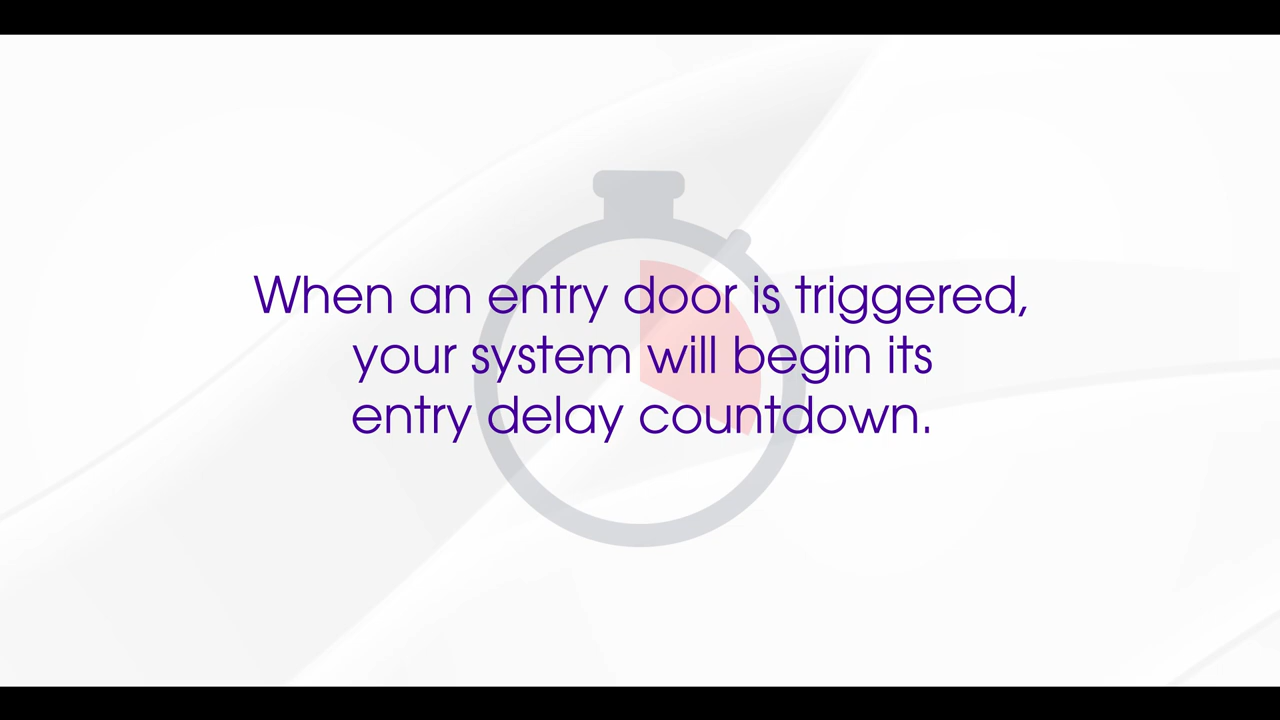 When an entry door is triggered,
your system will begin its
entry delay countdown.